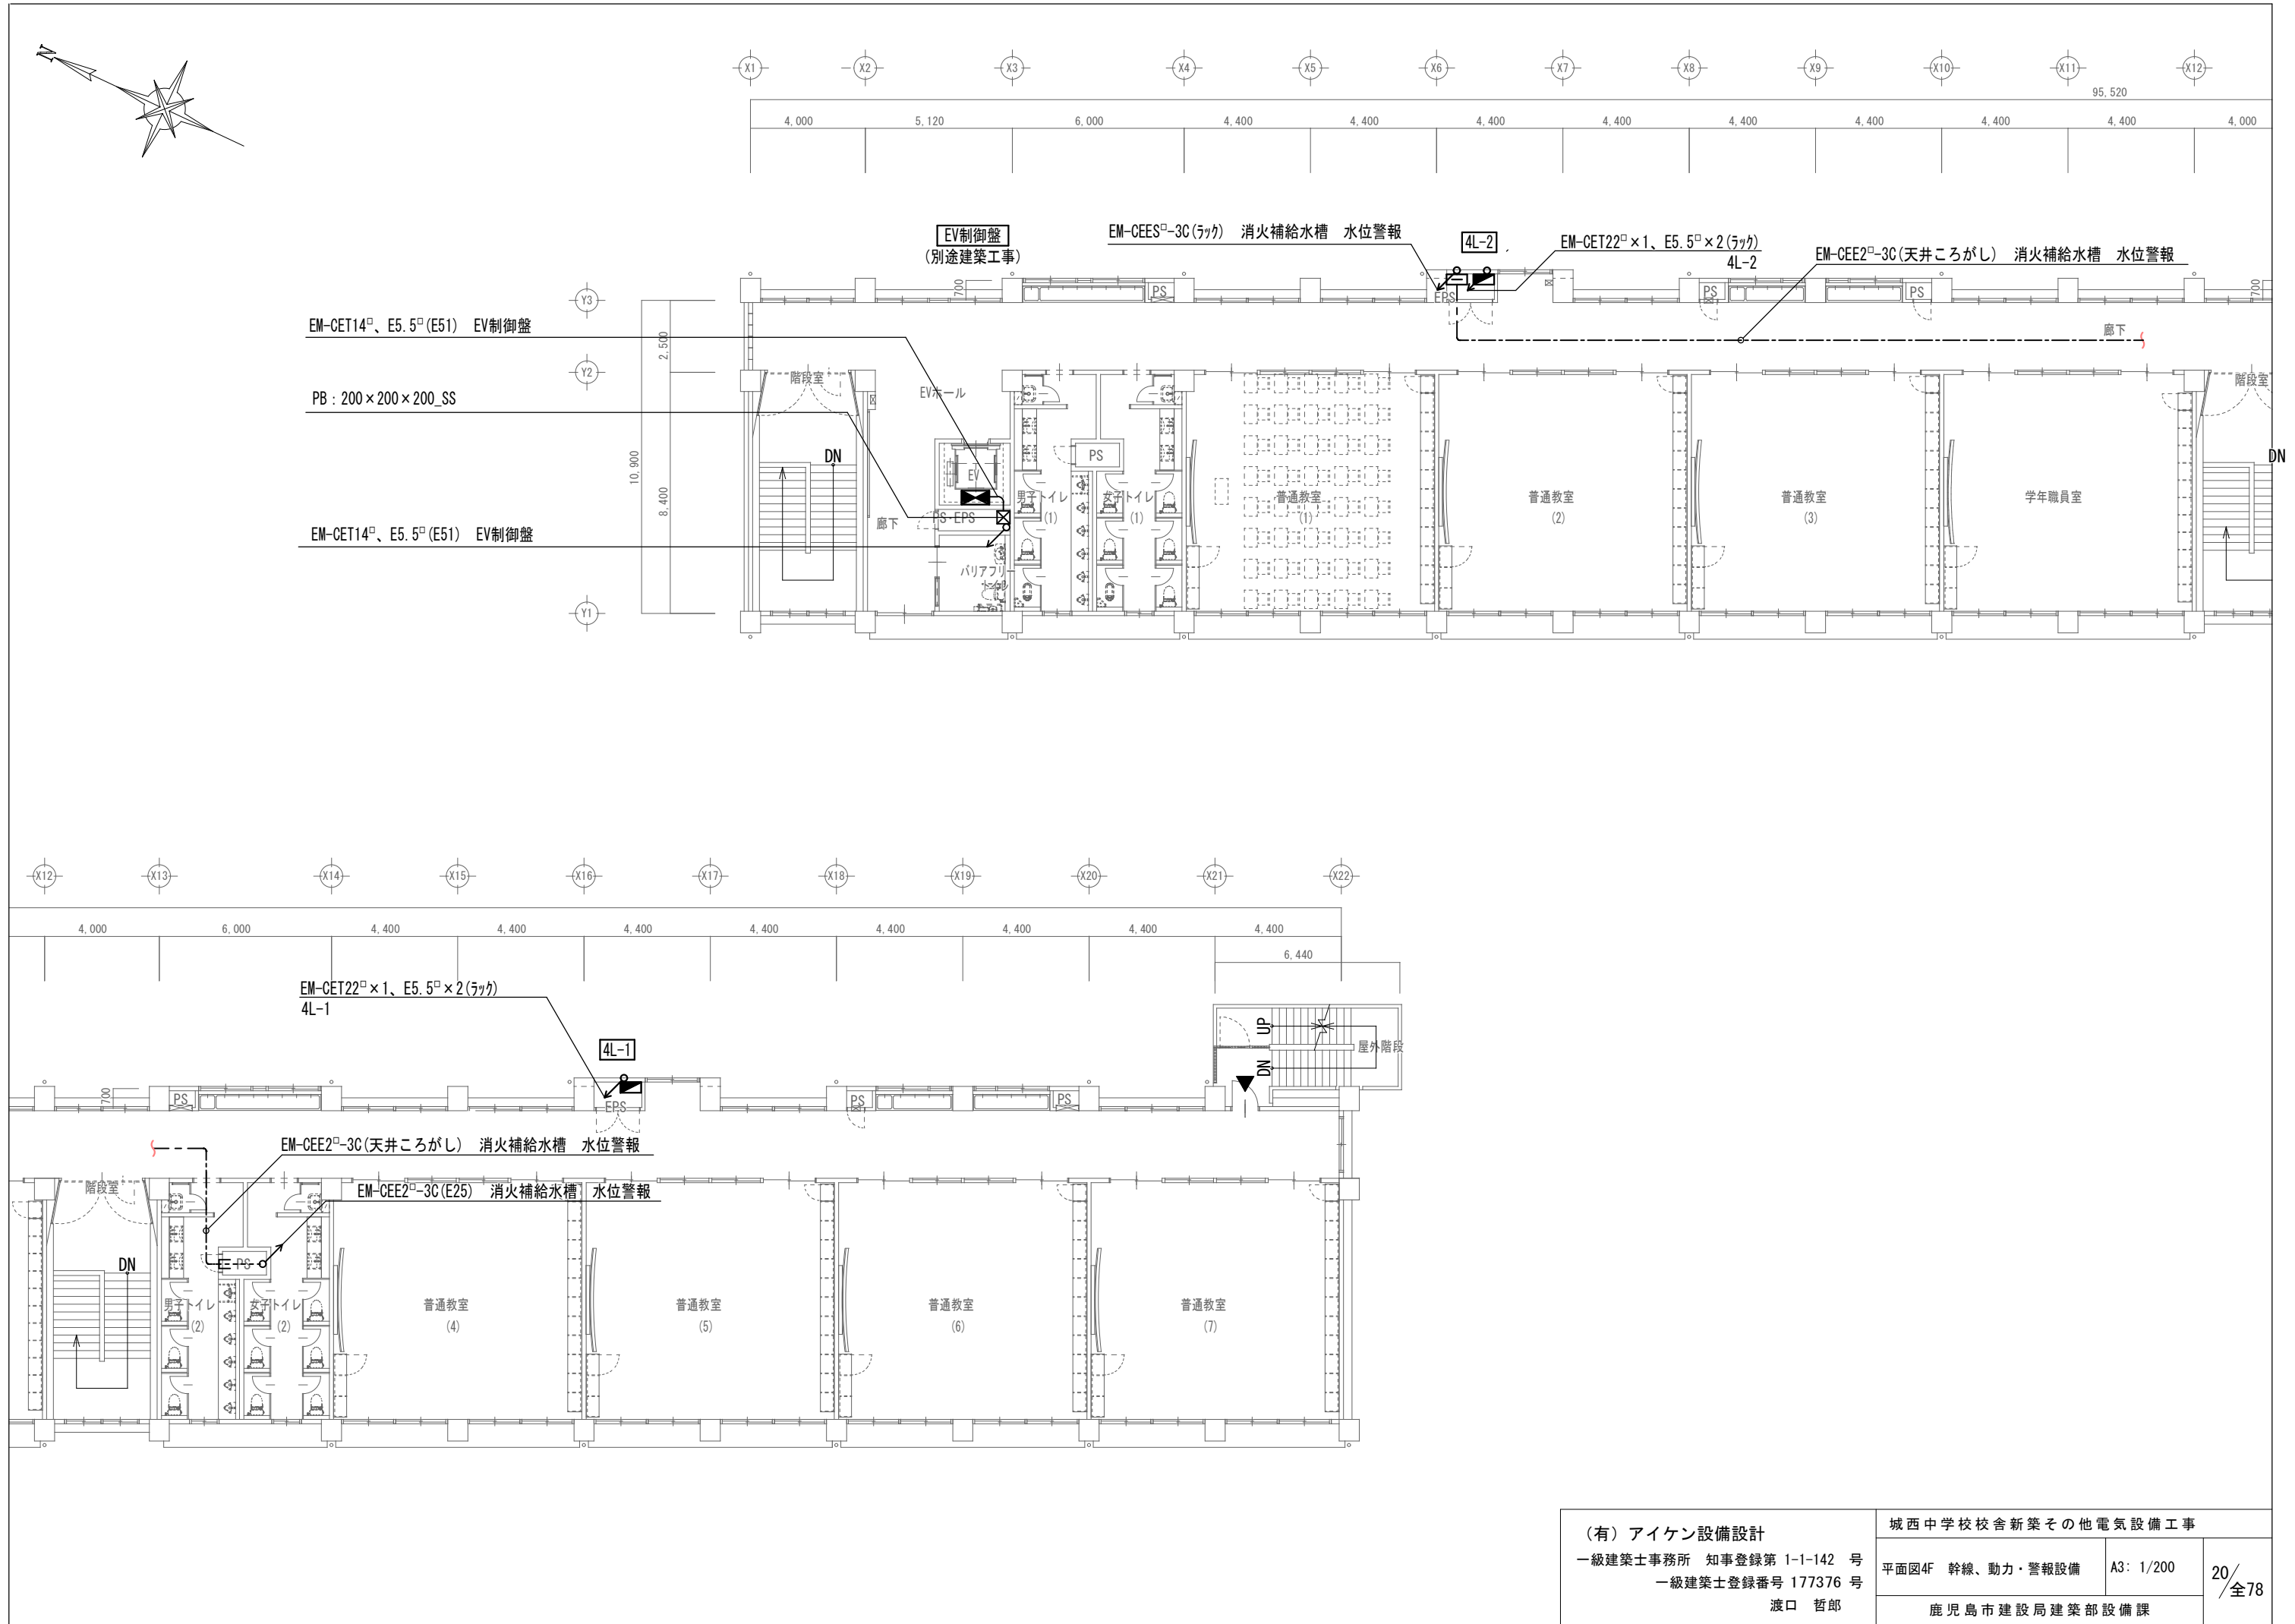 N
X1 X2 X3 X4 X5 X6 X7 X8 X9 X10 X11 X12
95,520
4,000 5,120 6,000 4,400 4,400 4,400 4,400 4,400 4,400 4,400 4,400 4,000
EV制御盤
(別途建築工事)
EM-CEES□-3C(ラック) 消火補給水槽 水位警報
4L-2
EM-CET22□×1、E5.5□×2(ラック)
4L-2
EM-CEE2□-3C(天井ころがし) 消火補給水槽 水位警報
Y3
700
PS
EPS
PS
PS
700
EM-CET14□、E5.5□(E51) EV制御盤
2,500
廊下
Y2
階段室
EVホール
階段室
PB：200×200×200_SS
10,900
8,400
DN
EV
PS
DN
男子トイレ
(1)
女子トイレ
(1)
普通教室
(1)
普通教室
(2)
普通教室
(3)
学年職員室
廊下
PS・EPS
EM-CET14□、E5.5□(E51) EV制御盤
バリアフリー
トイレ
Y1
X12 X13 X14 X15 X16 X17 X18 X19 X20 X21 X22
4,000 6,000 4,400 4,400 4,400 4,400 4,400 4,400 4,400 4,400
6,440
EM-CET22□×1、E5.5□×2(ラック)
4L-1
4L-1
UP
DN
屋外階段
700
PS
EPS
PS
PS
EM-CEE2□-3C(天井ころがし) 消火補給水槽 水位警報
階段室
EM-CEE2□-3C(E25) 消火補給水槽 水位警報
DN
PS
男子トイレ
(2)
女子トイレ
(2)
普通教室
(4)
普通教室
(5)
普通教室
(6)
普通教室
(7)
(有) アイケン設備設計
一級建築士事務所 知事登録第 1-1-142 号
一級建築士登録番号 177376 号
渡口 哲郎
城西中学校校舎新築その他電気設備工事
平面図4F 幹線、動力・警報設備
A3: 1/200
20/全78
鹿児島市建設局建築部設備課